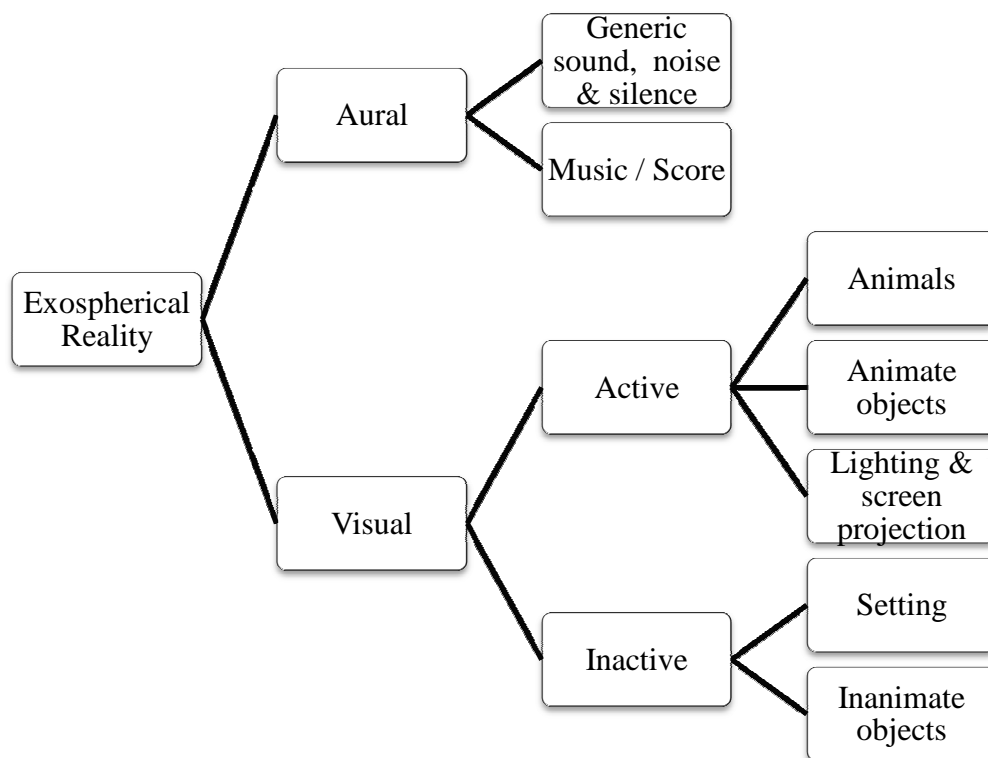 Generic
sound, noise
& silence
Aural
Music / Score
Exospherical
Reality
Animals
Active
Animate
objects
Lighting &
screen
projection
Visual
Setting
Inactive
Inanimate
objects